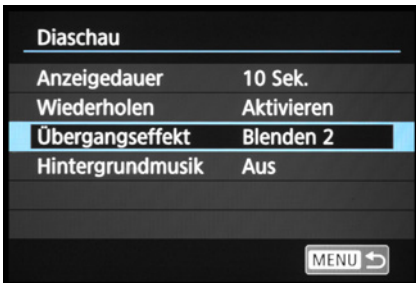 Diaschau
Anzeigedauer 10 Sek.
Wiederholen Aktivieren
Übergangseffekt Blenden 2
Hintergrundmusik Aus
MENU